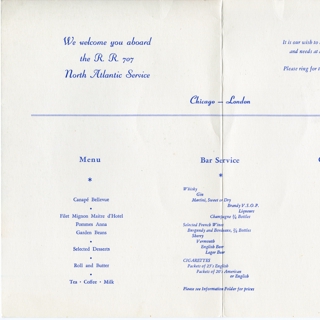 We welcome you aboard
the R. R. 707
North Atlantic Service
It is our wish to
and needs at
Please ring for t
Chicago — London
Menu
*
Canapé Bellevue
•
Filet Mignon Maitre d'Hotel
Pommes Anna
Garden Beans
•
Selected Desserts
•
Roll and Butter
•
Tea • Coffee • Milk
Bar Service
*
Whisky
Gin
Martini, Sweet or Dry
Brandy V.S.O.P.
Liqueurs
Champagne ½ Bottles
Selected French Wines
Burgundy and Bordeaux, ½ Bottles
Sherry
Vermouth
English Beer
Lager Beer
CIGARETTES
Packets of 25's English
Packets of 20's American
or English
Please see Information Folder for prices